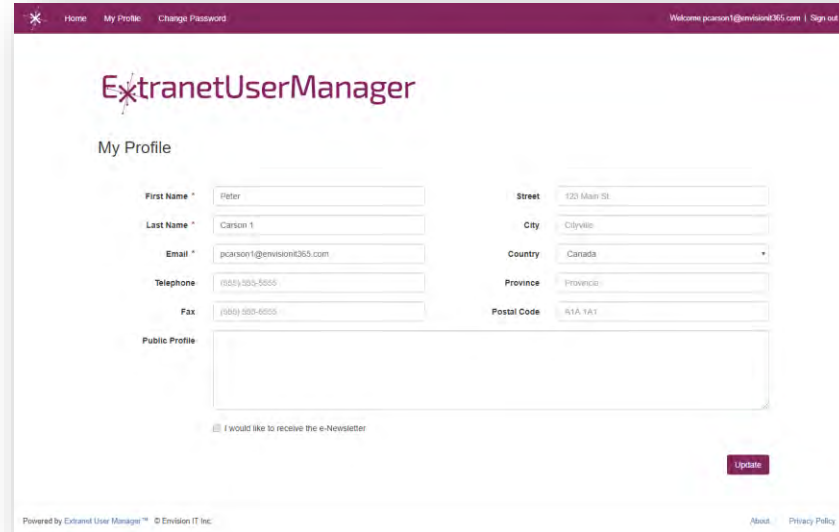 Home My Profile Change Password Welcome pcarson1@envisionit365.com | Sign out
ExtranetUserManager
My Profile
First Name * Peter Street 123 Main St
Last Name * Carson 1 City Cityville
Email * pcarson1@envisionit365.com Country Canada
Telephone (555) 555-5555 Province Province
Fax (555) 555-5555 Postal Code A1A 1A1
Public Profile
I would like to receive the e-Newsletter
Update
Powered by Extranet User Manager™ © Envision IT Inc. About Privacy Policy